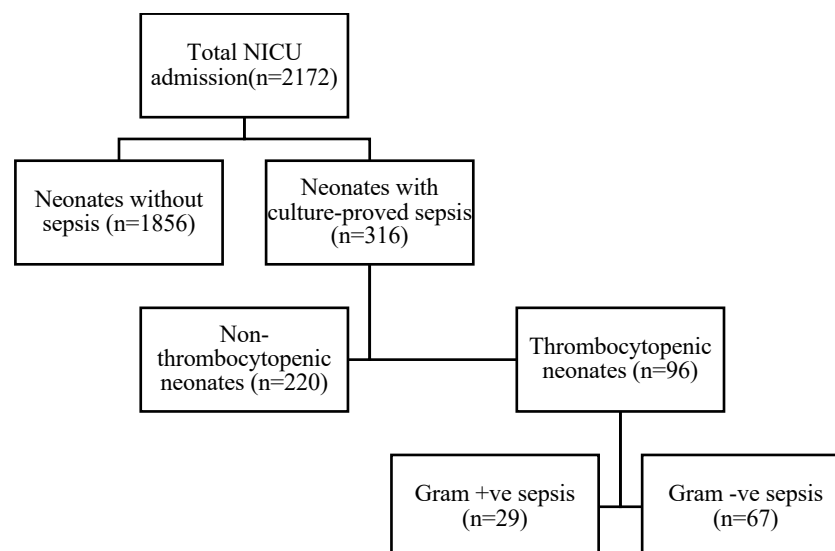 Total NICU
admission(n=2172)
Neonates without
sepsis (n=1856)
Neonates with
culture-proved sepsis
(n=316)
Non-
thrombocytopenic
neonates (n=220)
Thrombocytopenic
neonates (n=96)
Gram +ve sepsis
(n=29)
Gram -ve sepsis
(n=67)